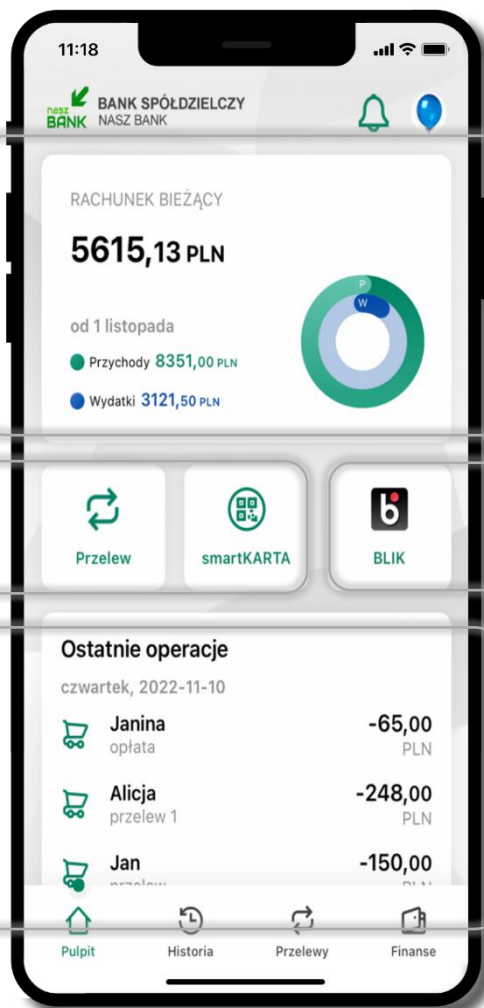 11:18
nasz
BANK
BANK SPÓŁDZIELCZY
NASZ BANK
RACHUNEK BIEŻĄCY
5615,13 PLN
od 1 listopada
Przychody 8351,00 PLN
Wydatki 3121,50 PLN
P
W
Przelew
smartKARTA
BLIK
Ostatnie operacje
czwartek, 2022-11-10
Janina -65,00
opłata PLN
Alicja -248,00
przelew 1 PLN
Jan -150,00
przelew PLN
Pulpit Historia Przelewy Finanse